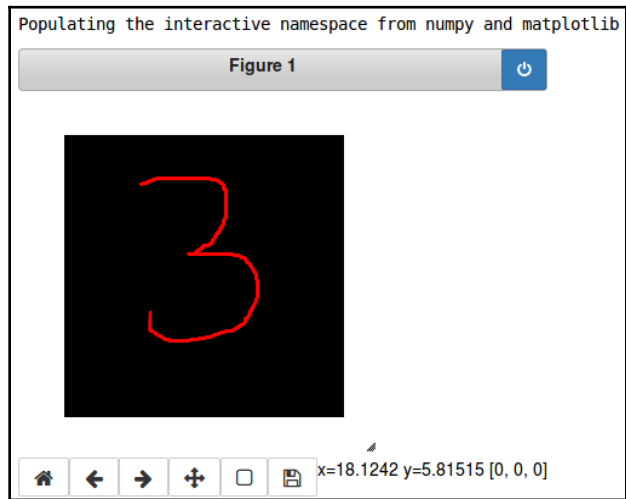 Populating the interactive namespace from numpy and matplotlib
Figure 1
3
x=18.1242 y=5.81515 [0, 0, 0]